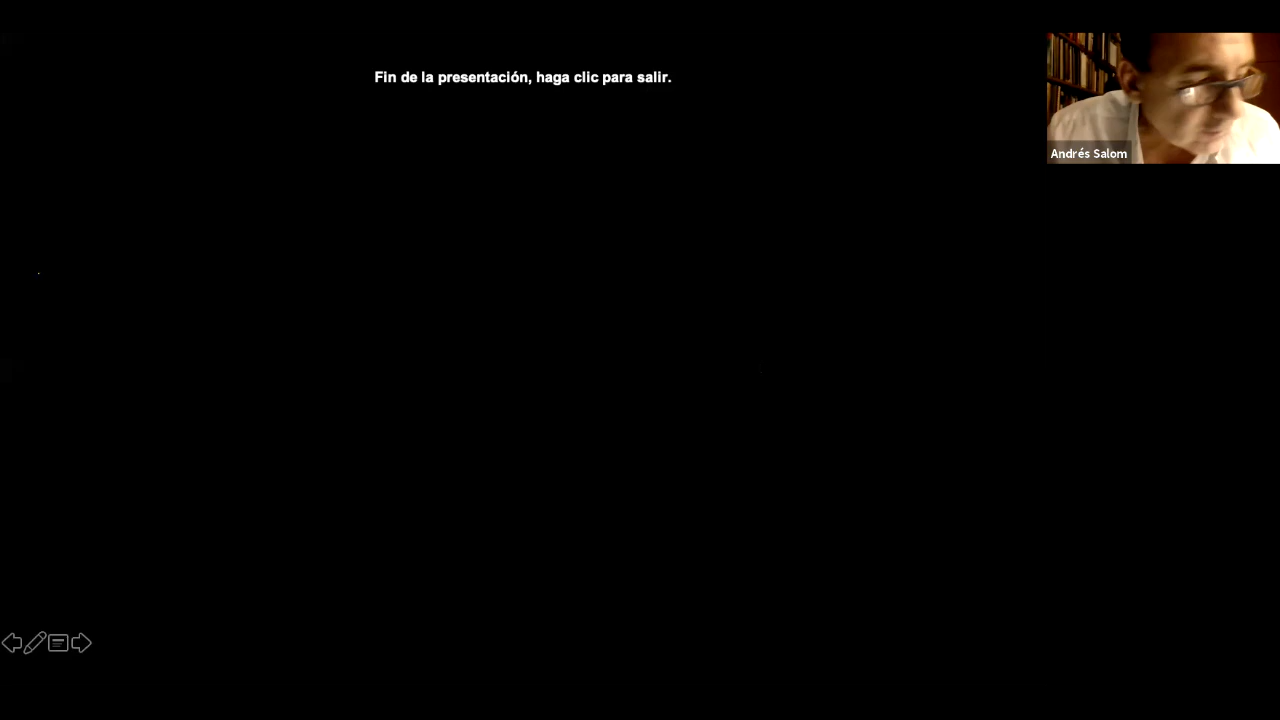 Fin de la presentación, haga clic para salir.
Andrés Salom